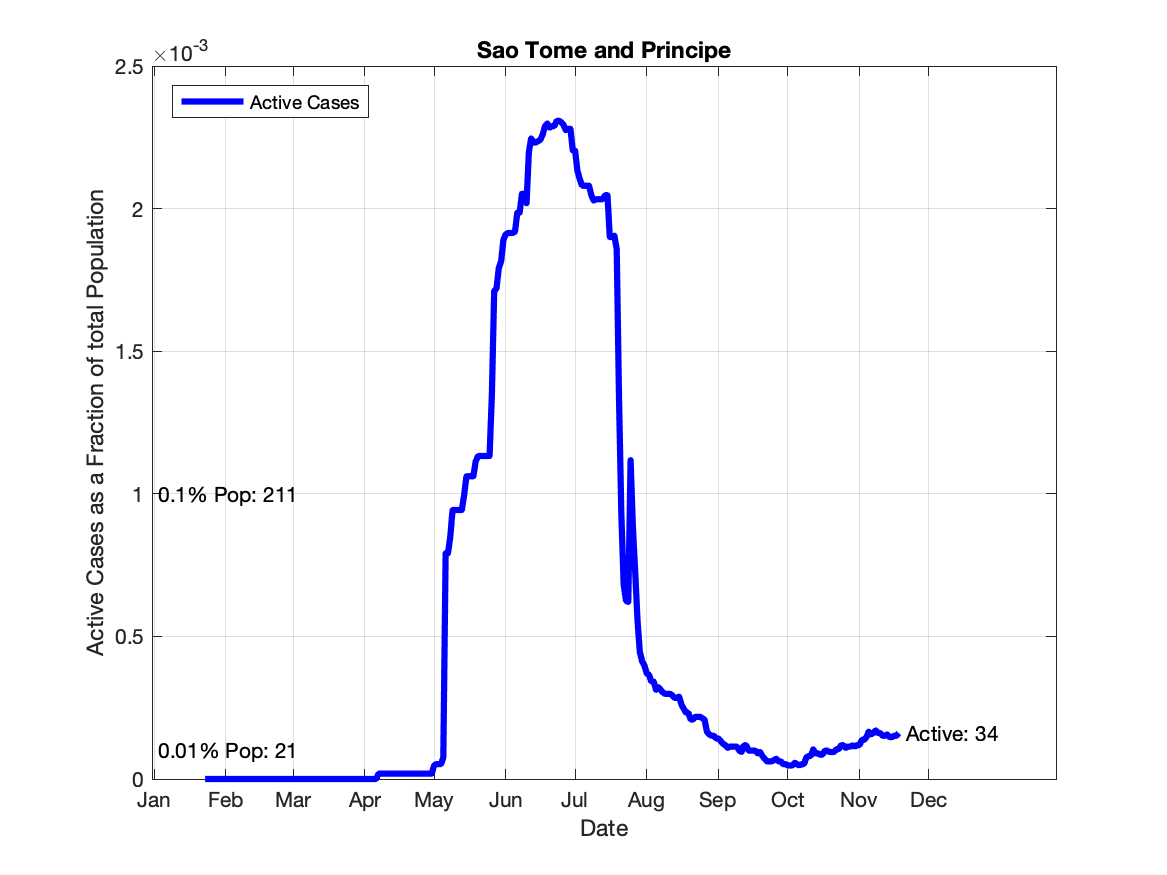 Sao Tome and Principe
×10-3
2.5
2
1.5
1
0.5
0
Active Cases as a Fraction of total Population
Active Cases
0.1% Pop: 211
0.01% Pop: 21
Active: 34
Jan Feb Mar Apr May Jun Jul Aug Sep Oct Nov Dec
Date